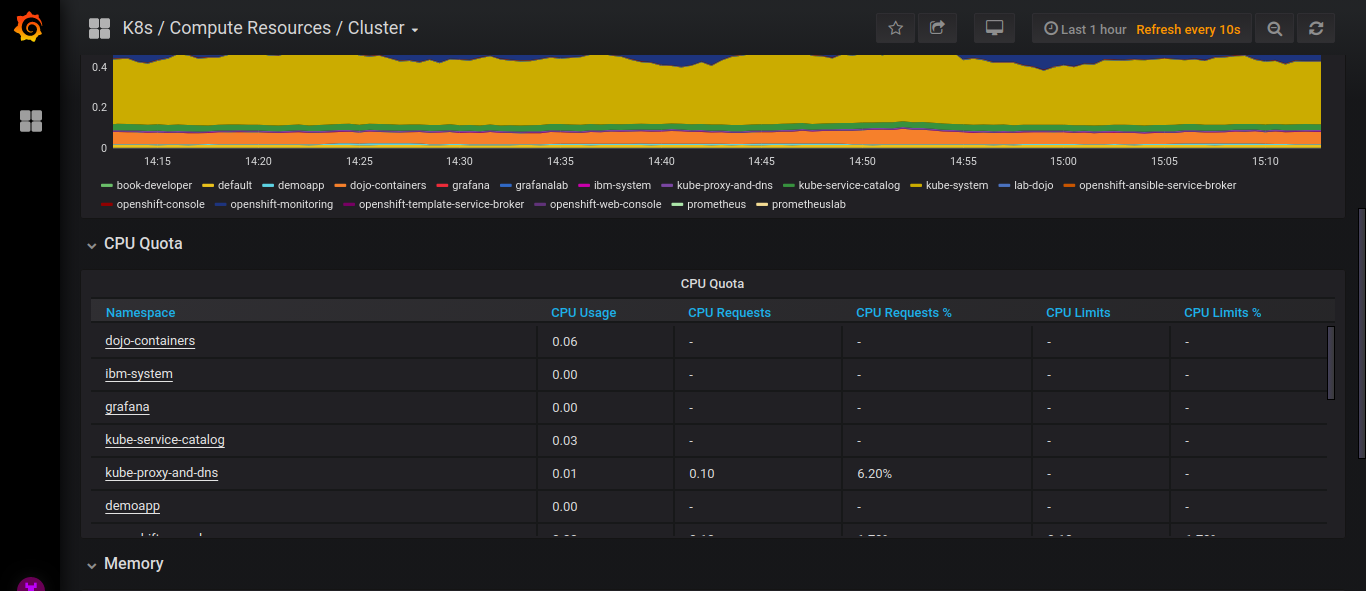 K8s / Compute Resources / Cluster
Last 1 hour Refresh every 10s
0.4
0.2
0
14:15 14:20 14:25 14:30 14:35 14:40 14:45 14:50 14:55 15:00 15:05 15:10
book-developer default demoapp dojo-containers grafana grafanalab ibm-system kube-proxy-and-dns kube-service-catalog kube-system lab-dojo openshift-ansible-service-broker
openshift-console openshift-monitoring openshift-template-service-broker openshift-web-console prometheus prometheuslab
CPU Quota
CPU Quota
Namespace CPU Usage CPU Requests CPU Requests % CPU Limits CPU Limits %
dojo-containers 0.06 - - - -
ibm-system 0.00 - - - -
grafana 0.00 - - - -
kube-service-catalog 0.03 - - - -
kube-proxy-and-dns 0.01 0.10 6.20% - -
demoapp 0.00 - - - -
Memory